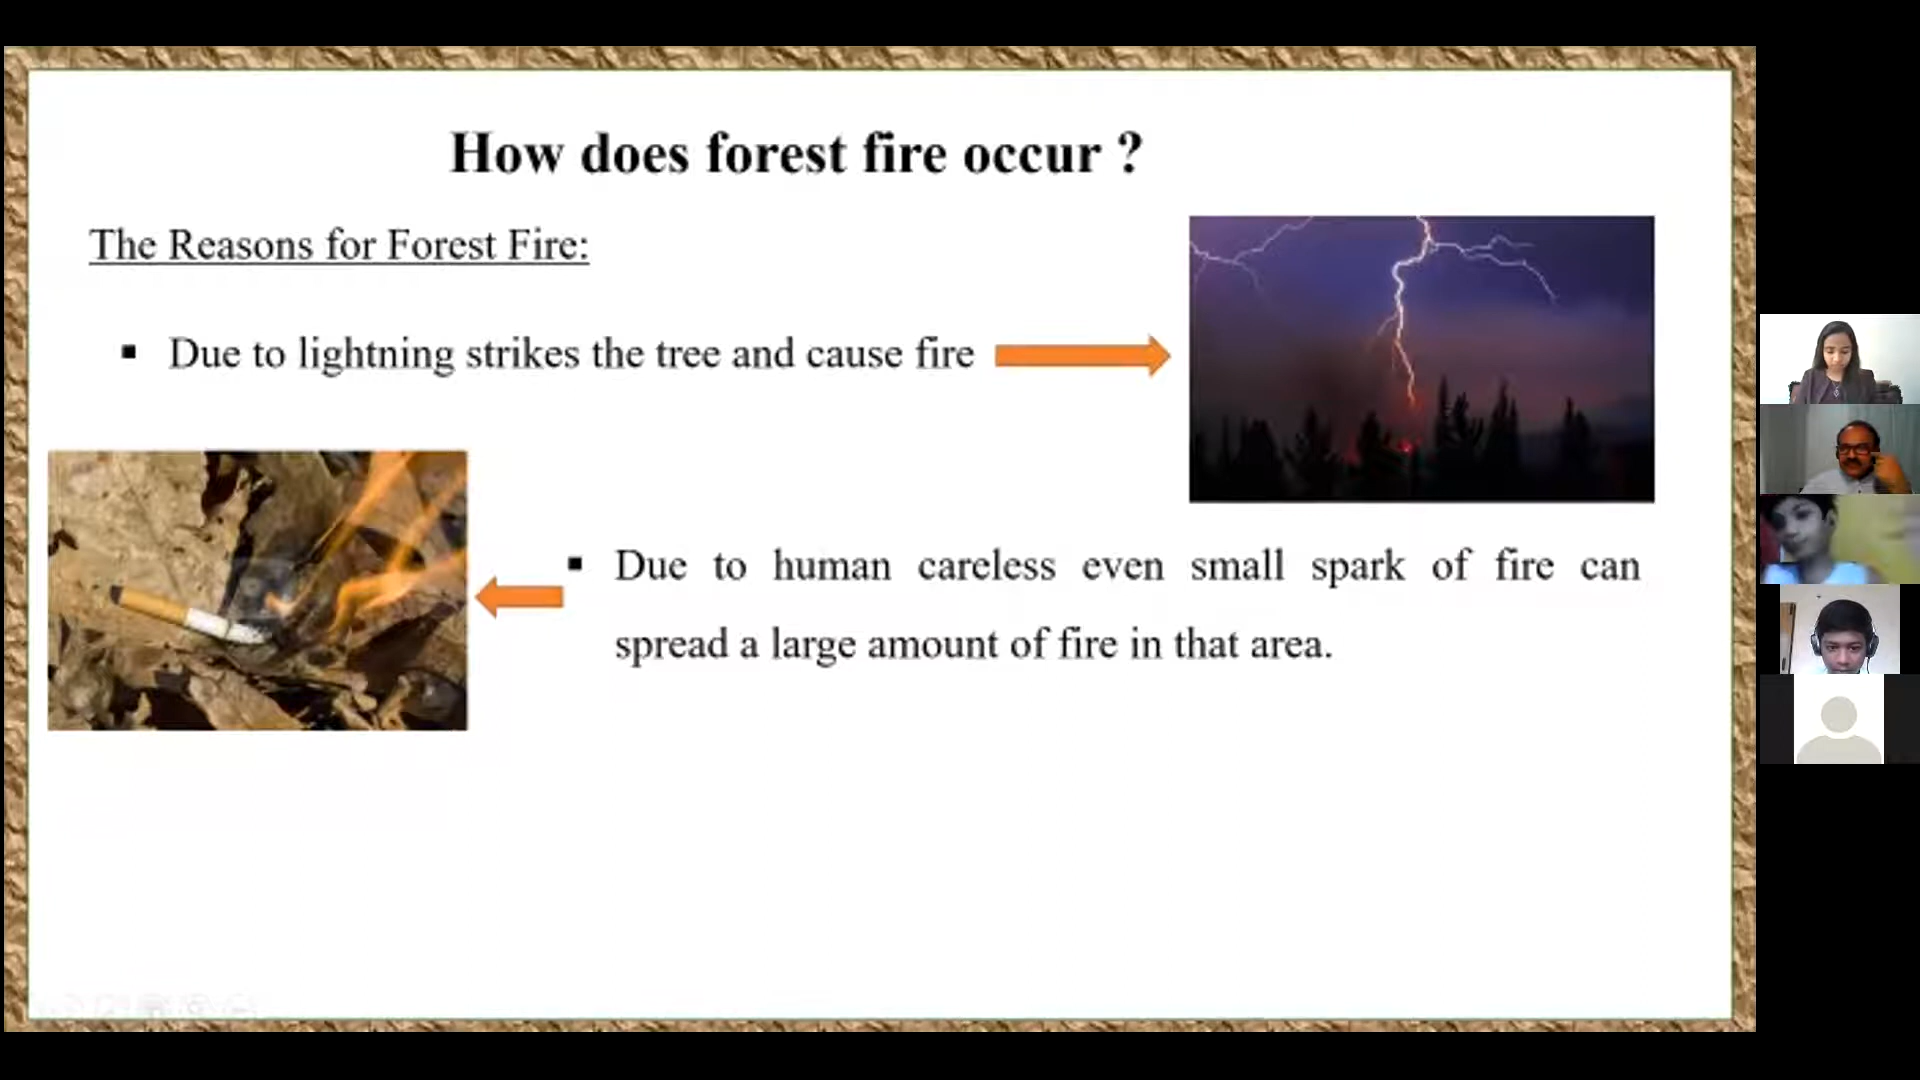 How does forest fire occur ?
The Reasons for Forest Fire:
▪ Due to lightning strikes the tree and cause fire
▪ Due to human careless even small spark of fire can
spread a large amount of fire in that area.